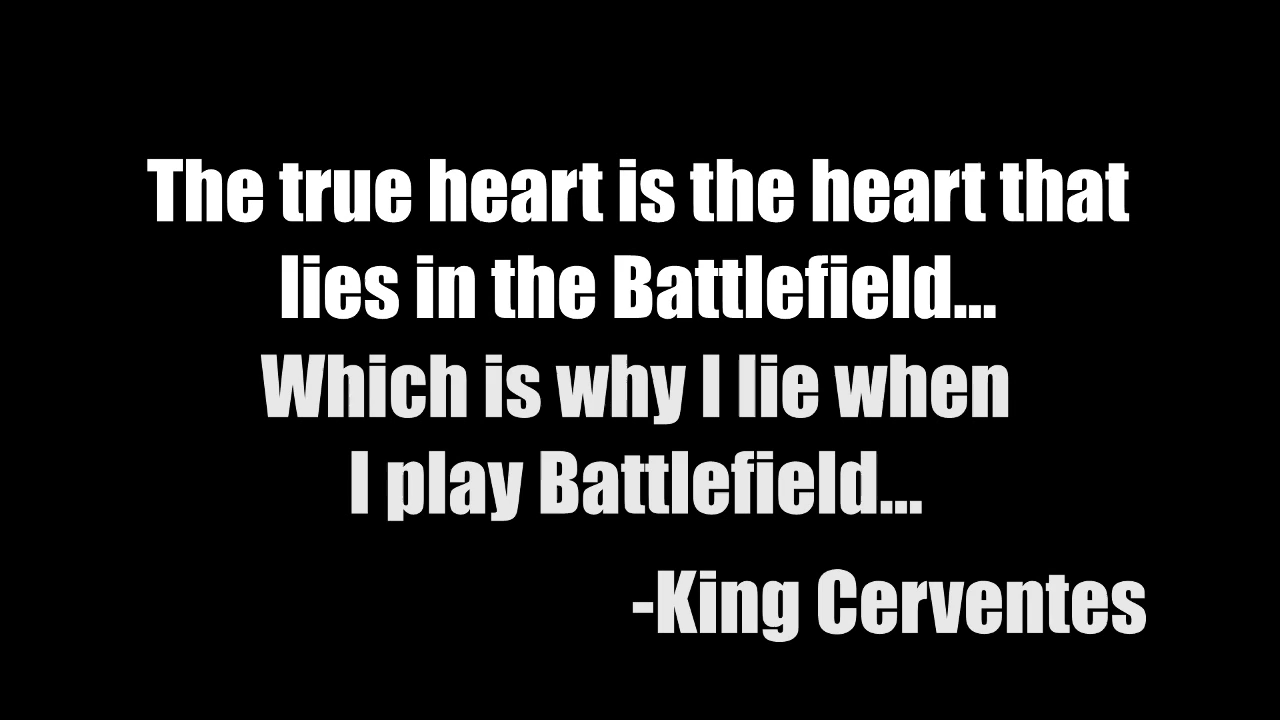 The true heart is the heart that
lies in the Battlefield...
Which is why I lie when
I play Battlefield...
-King Cerventes